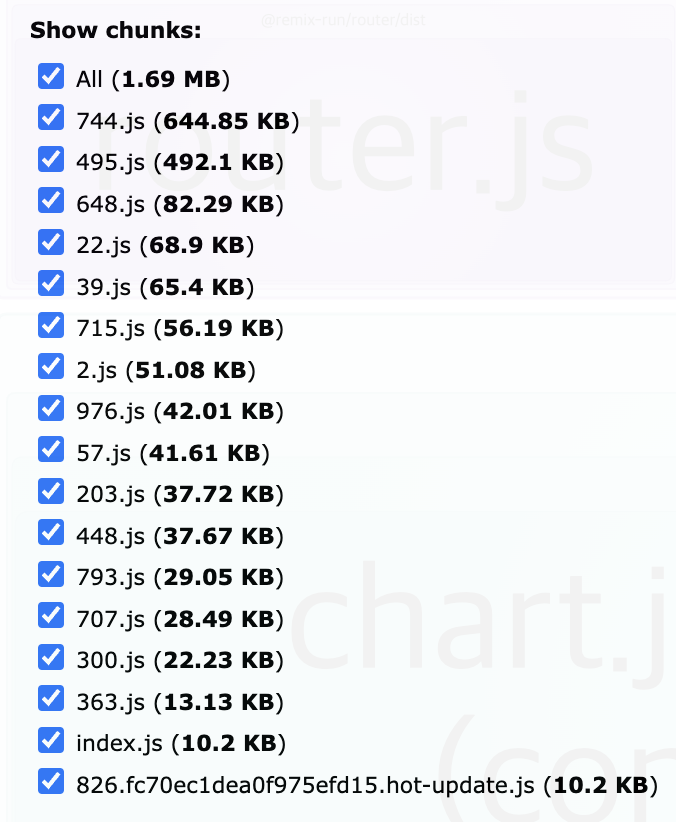 @remix-run/router/dist
Show chunks:
All (1.69 MB)
744.js (644.85 KB)
router.js
495.js (492.1 KB)
648.js (82.29 KB)
22.js (68.9 KB)
39.js (65.4 KB)
715.js (56.19 KB)
2.js (51.08 KB)
976.js (42.01 KB)
57.js (41.61 KB)
203.js (37.72 KB)
448.js (37.67 KB)
793.js (29.05 KB)
707.js (28.49 KB)
chart.j
300.js (22.23 KB)
363.js (13.13 KB)
index.js (10.2 KB)
826.fc70ec1dea0f975efd15.hot-update.js (10.2 KB)
(con